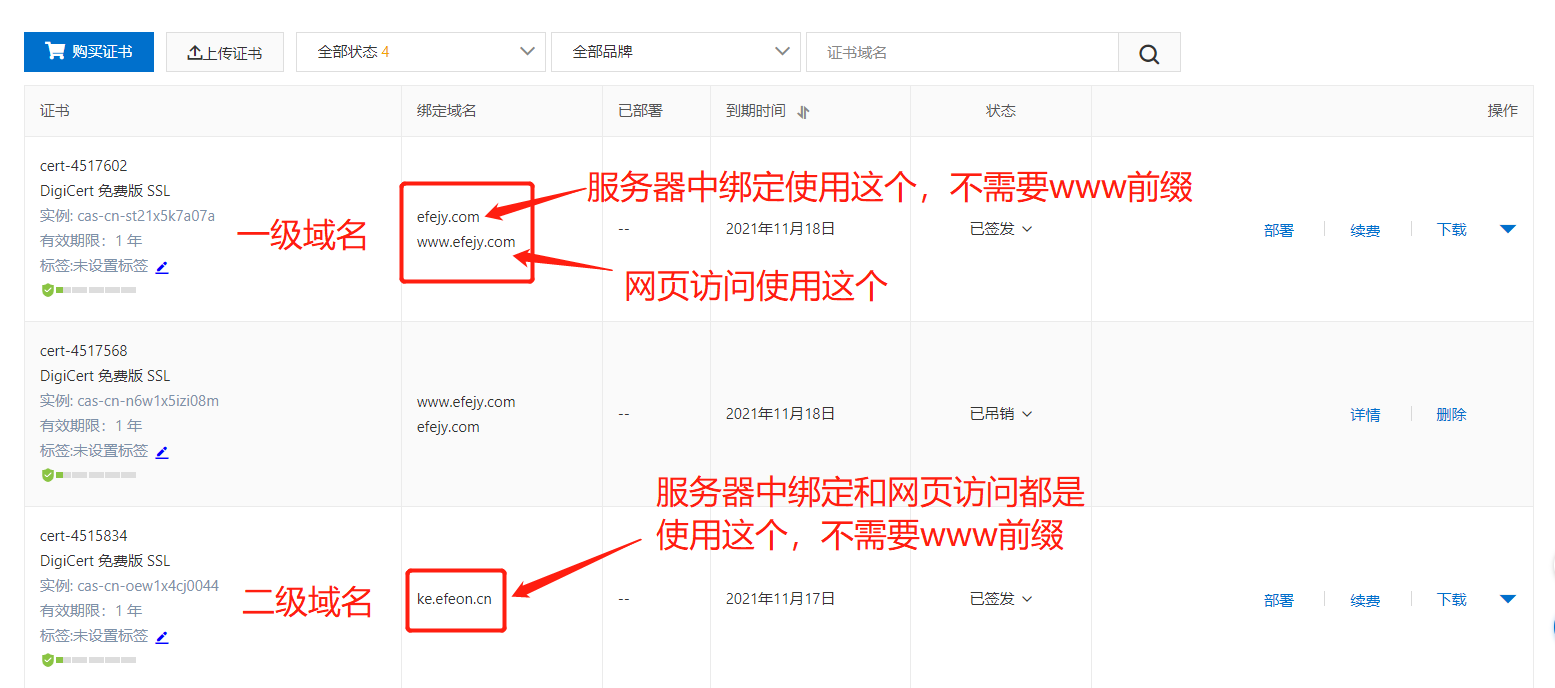 购买证书
上传证书
全部状态 4
全部品牌
证书域名
证书
绑定域名
已部署
到期时间
状态
操作
cert-4517602
DigiCert 免费版 SSL
实例: cas-cn-st21x5k7a07a
有效期限：1 年
标签:未设置标签
一级域名
efejy.com
www.efejy.com
服务器中绑定使用这个，不需要www前缀
网页访问使用这个
--
2021年11月18日
已签发
部署
续费
下载
cert-4517568
DigiCert 免费版 SSL
实例: cas-cn-n6w1x5izi08m
有效期限：1 年
标签:未设置标签
www.efejy.com
efejy.com
--
2021年11月18日
已吊销
详情
删除
服务器中绑定和网页访问都是
使用这个，不需要www前缀
cert-4515834
DigiCert 免费版 SSL
实例: cas-cn-oew1x4cj0044
有效期限：1 年
标签:未设置标签
二级域名
ke.efeon.cn
--
2021年11月17日
已签发
部署
续费
下载